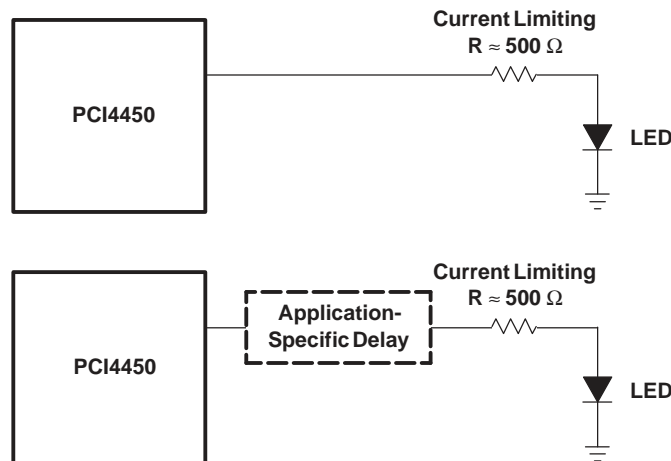 Current Limiting
R ≈ 500 Ω
PCI4450
LED
Current Limiting
R ≈ 500 Ω
Application-
Specific Delay
PCI4450
LED